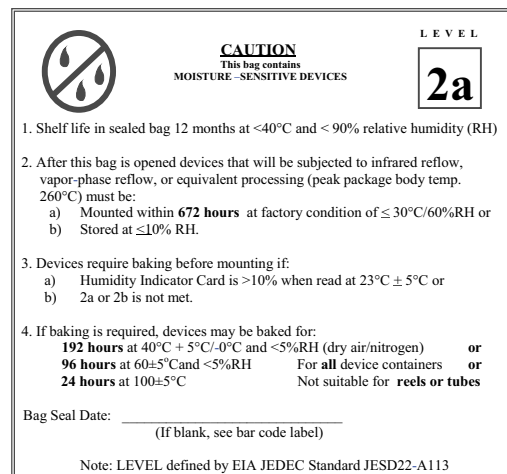 LEVEL
CAUTION
This bag contains
MOISTURE –SENSITIVE DEVICES
2a
1. Shelf life in sealed bag 12 months at <40°C and < 90% relative humidity (RH)
2. After this bag is opened devices that will be subjected to infrared reflow,
vapor-phase reflow, or equivalent processing (peak package body temp.
260°C) must be:
a) Mounted within 672 hours at factory condition of ≤ 30°C/60%RH or
b) Stored at ≤10% RH.
3. Devices require baking before mounting if:
a) Humidity Indicator Card is >10% when read at 23°C ± 5°C or
b) 2a or 2b is not met.
4. If baking is required, devices may be baked for:
192 hours at 40°C + 5°C/-0°C and <5%RH (dry air/nitrogen) or
96 hours at 60±5°Cand <5%RH For all device containers or
24 hours at 100±5°C Not suitable for reels or tubes
Bag Seal Date: ______________________________
(If blank, see bar code label)
Note: LEVEL defined by EIA JEDEC Standard JESD22-A113